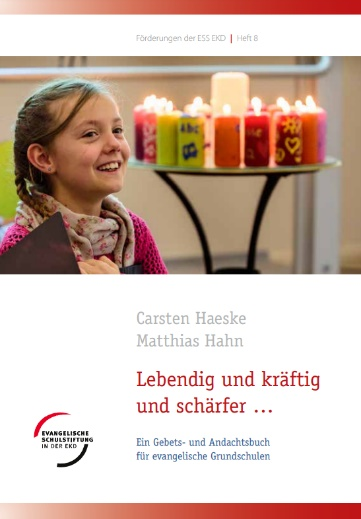 Förderungen der ESS EKD | Heft 8
Abc
Carsten Haeske
Matthias Hahn
Lebendig und kräftig
und schärfer ...
EVANGELISCHE
SCHULSTIFTUNG
IN DER EKD
Ein Gebets- und Andachtsbuch
für evangelische Grundschulen